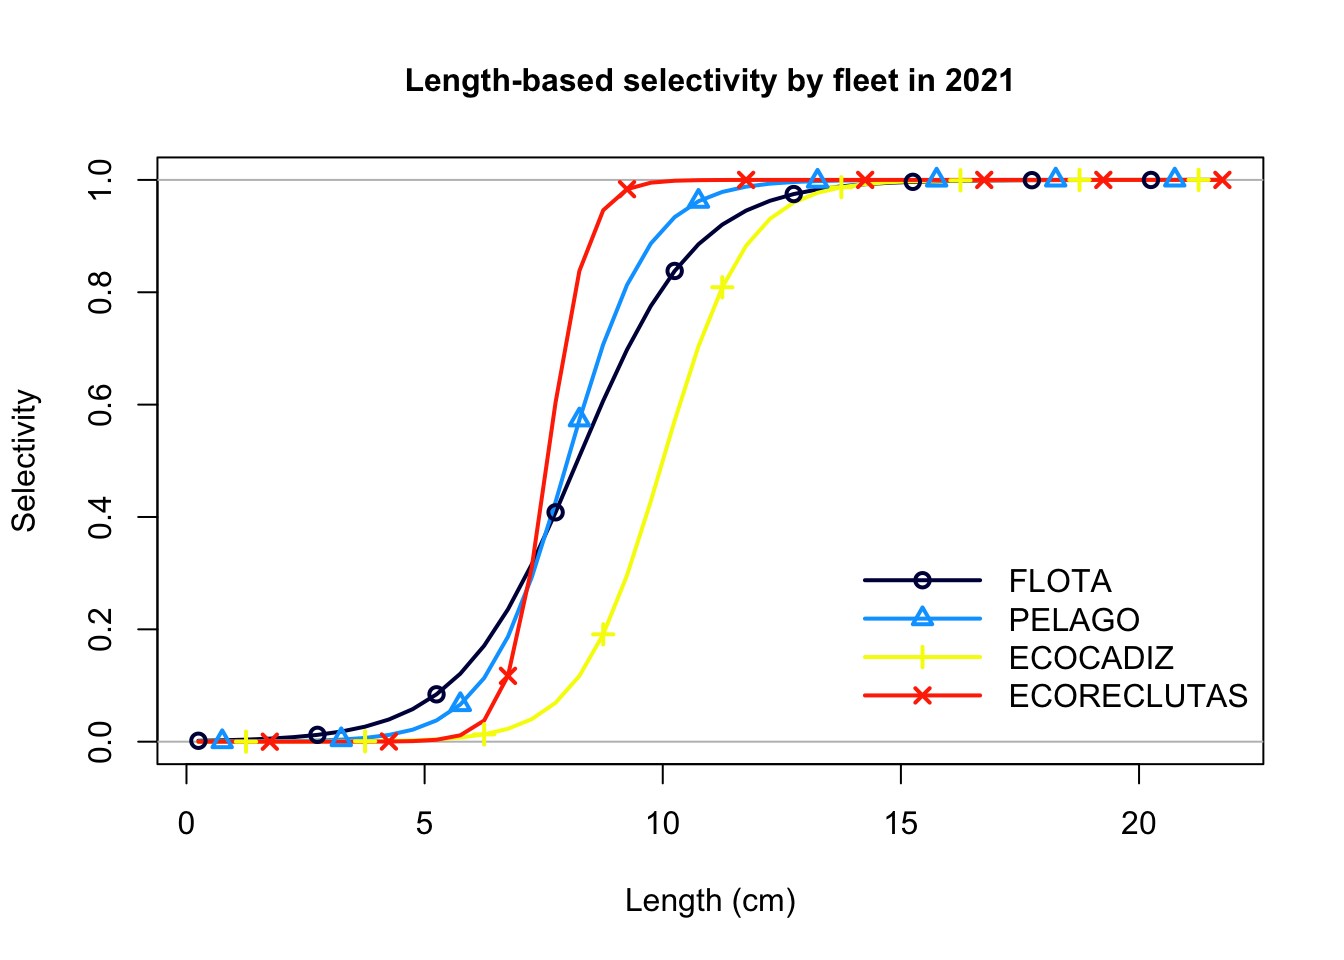 Length-based selectivity by fleet in 2021
Selectivity
1.0
0.8
0.6
0.4
0.2
0.0
FLOTA
PELAGO
ECOCADIZ
ECORECLUTAS
0 5 10 15 20
Length (cm)